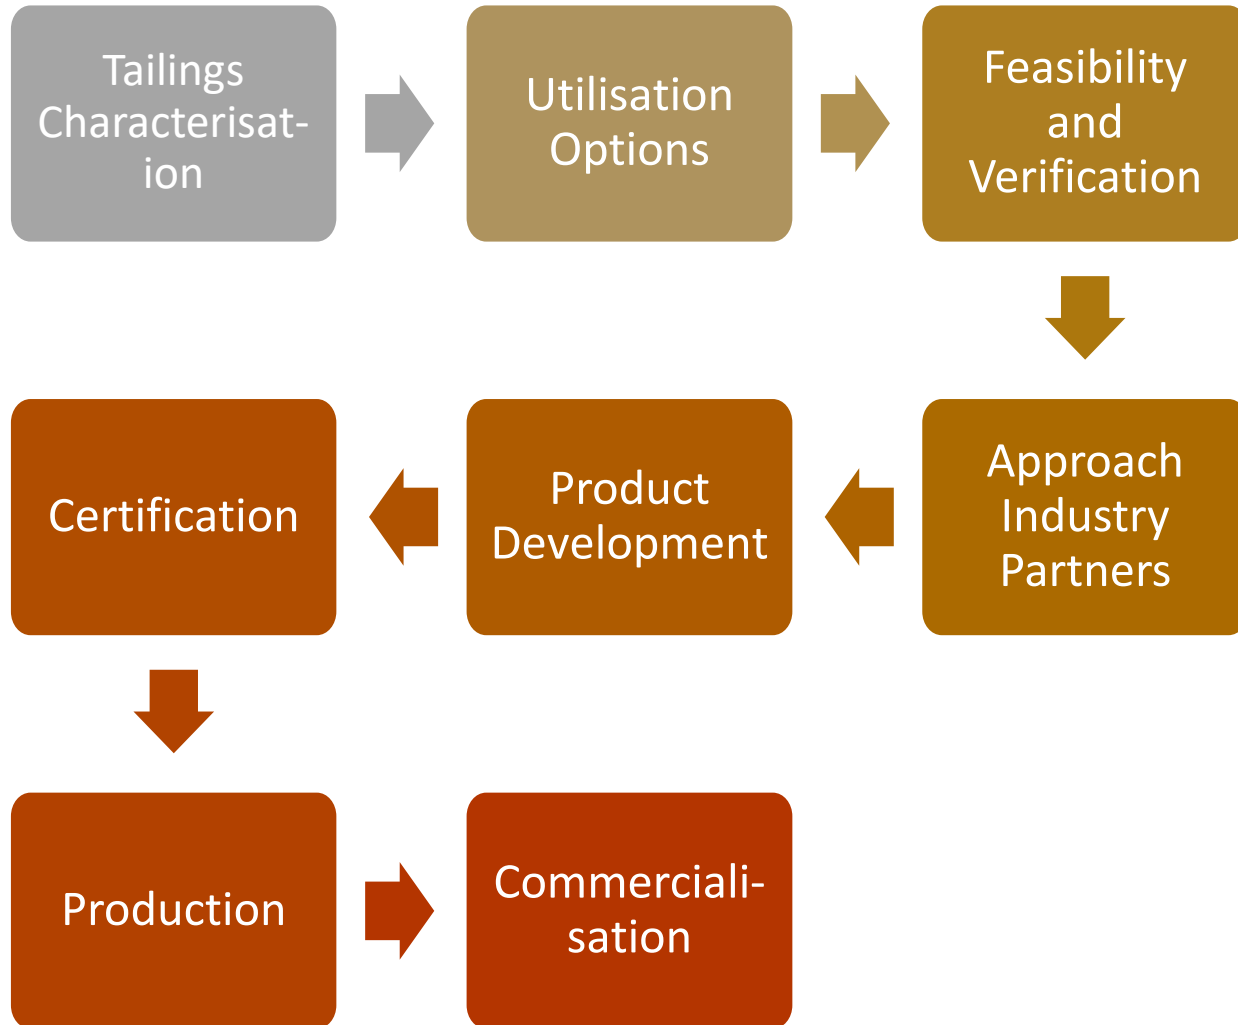 Tailings
Characterisat-
ion
Utilisation
Options
Feasibility
and
Verification
Approach
Industry
Partners
Product
Development
Certification
Production
Commerciali-
sation